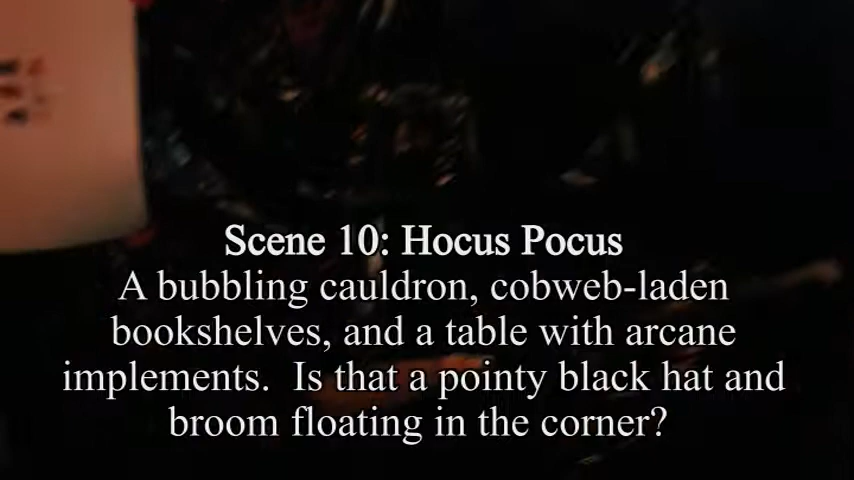 Scene 10: Hocus Pocus
A bubbling cauldron, cobweb-laden
bookshelves, and a table with arcane
implements.  Is that a pointy black hat and
broom floating in the corner?